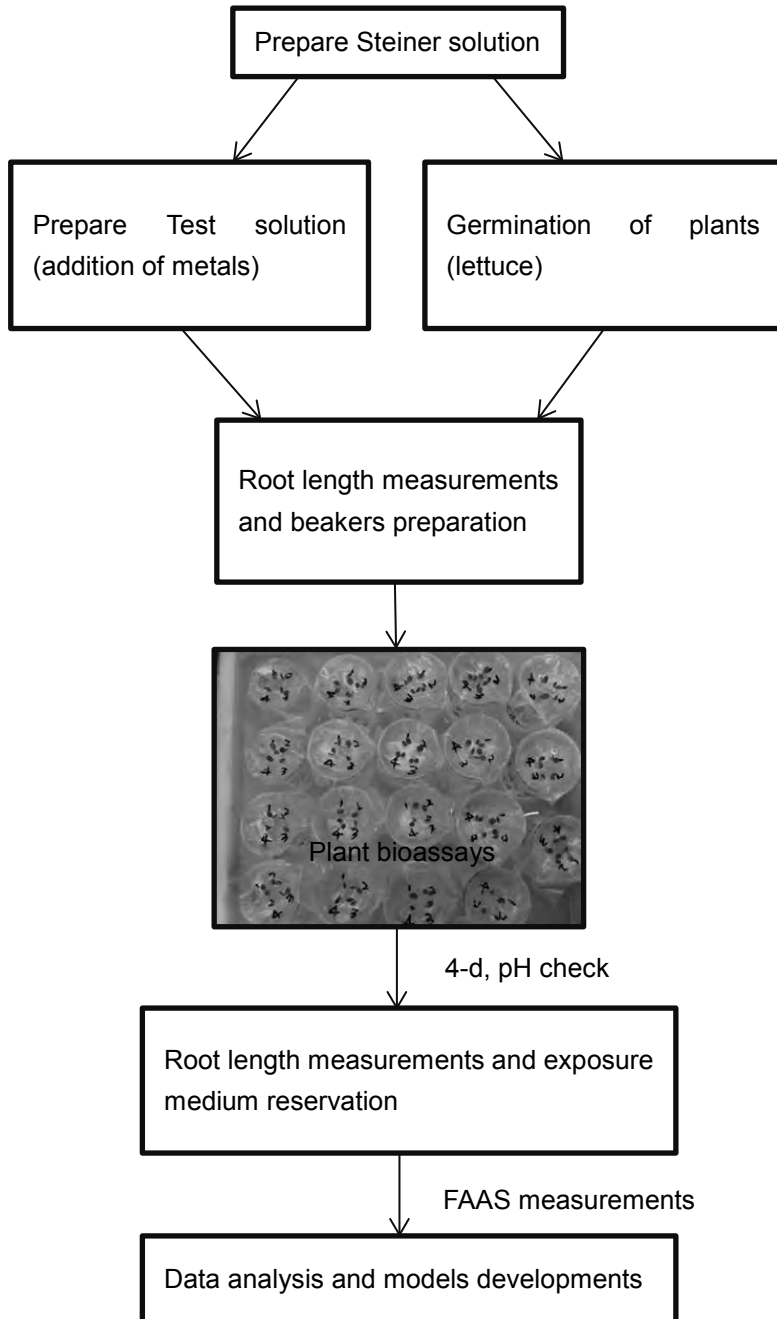 Prepare Steiner solution
Prepare Test solution
(addition of metals)
Germination of plants
(lettuce)
Root length measurements
and beakers preparation
Plant bioassays
4-d, pH check
Root length measurements and exposure
medium reservation
FAAS measurements
Data analysis and models developments